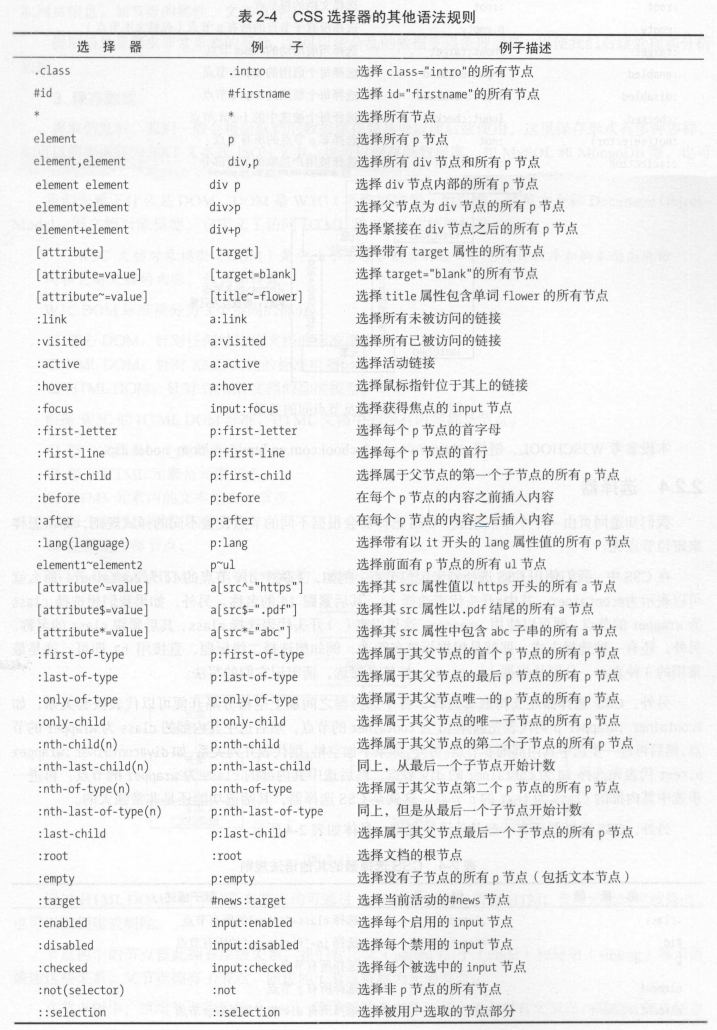 表 2-4 CSS 选择器的其他语法规则
选 择 器 例 子 例子描述
.class .intro 选择 class="intro"的所有节点
#id #firstname 选择 id="firstname"的所有节点
* * 选择所有节点
element p 选择所有 p 节点
element,element div,p 选择所有 div 节点和所有 p 节点
element element div p 选择 div 节点内部的所有 p 节点
element>element div>p 选择父节点为 div 节点的所有 p 节点
element+element div+p 选择紧接在 div 节点之后的所有 p 节点
[attribute] [target] 选择带有 target 属性的所有节点
[attribute=value] [target=blank] 选择 target="blank"的所有节点
[attribute~=value] [title~=flower] 选择 title 属性包含单词 flower 的所有节点
:link a:link 选择所有未被访问的链接
:visited a:visited 选择所有已被访问的链接
:active a:active 选择活动链接
:hover a:hover 选择鼠标指针位于其上的链接
:focus input:focus 选择获得焦点的 input 节点
:first-letter p:first-letter 选择每个 p 节点的首字母
:first-line p:first-line 选择每个 p 节点的首行
:first-child p:first-child 选择属于父节点的第一个子节点的所有 p 节点
:before p:before 在每个 p 节点的内容之前插入内容
:after p:after 在每个 p 节点的内容之后插入内容
:lang(language) p:lang 选择带有以 it 开头的 lang 属性值的所有 p 节点
element1~element2 p~ul 选择前面有 p 节点的所有 ul 节点
[attribute^=value] a[src^="https"] 选择其 src 属性值以 https 开头的所有 a 节点
[attribute$=value] a[src$=".pdf"] 选择其 src 属性以.pdf 结尾的所有 a 节点
[attribute*=value] a[src*="abc"] 选择其 src 属性中包含 abc 子串的所有 a 节点
:first-of-type p:first-of-type 选择属于其父节点的首个 p 节点的所有 p 节点
:last-of-type p:last-of-type 选择属于其父节点的最后 p 节点的所有 p 节点
:only-of-type p:only-of-type 选择属于其父节点唯一的 p 节点的所有 p 节点
:only-child p:only-child 选择属于其父节点的唯一子节点的所有 p 节点
:nth-child(n) p:nth-child 选择属于其父节点的第二个子节点的所有 p 节点
:nth-last-child(n) p:nth-last-child 同上，从最后一个子节点开始计数
:nth-of-type(n) p:nth-of-type 选择属于其父节点第二个 p 节点的所有 p 节点
:nth-last-of-type(n) p:nth-last-of-type 同上，但是从最后一个子节点开始计数
:last-child p:last-child 选择属于其父节点最后一个子节点的所有 p 节点
:root :root 选择文档的根节点
:empty p:empty 选择没有子节点的所有 p 节点（包括文本节点）
:target #news:target 选择当前活动的#news 节点
:enabled input:enabled 选择每个启用的 input 节点
:disabled input:disabled 选择每个禁用的 input 节点
:checked input:checked 选择每个被选中的 input 节点
:not(selector) :not 选择非 p 节点的所有节点
::selection ::selection 选择被用户选取的节点部分